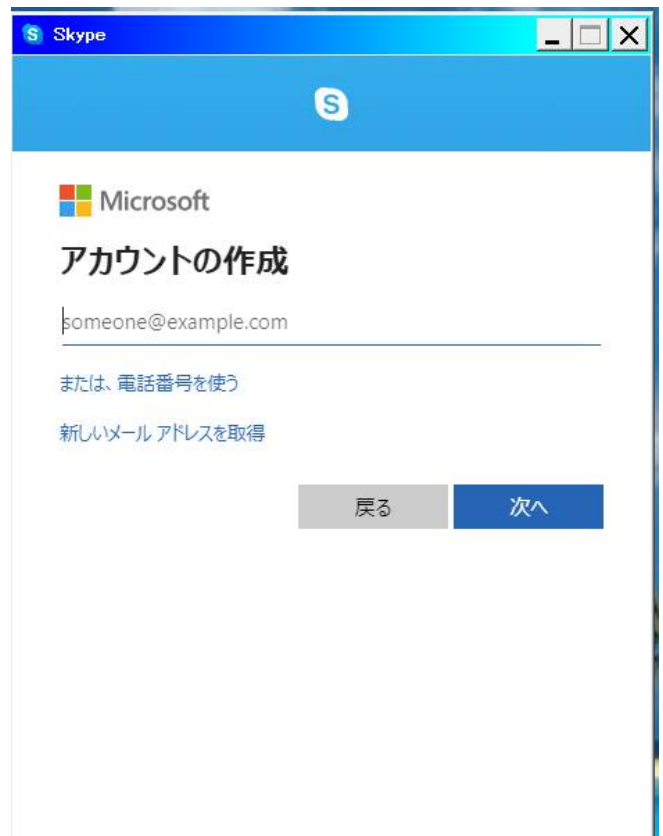 Skype
Microsoft
アカウントの作成
someone@example.com
または、電話番号を使う
新しいメール アドレスを取得
戻る
次へ